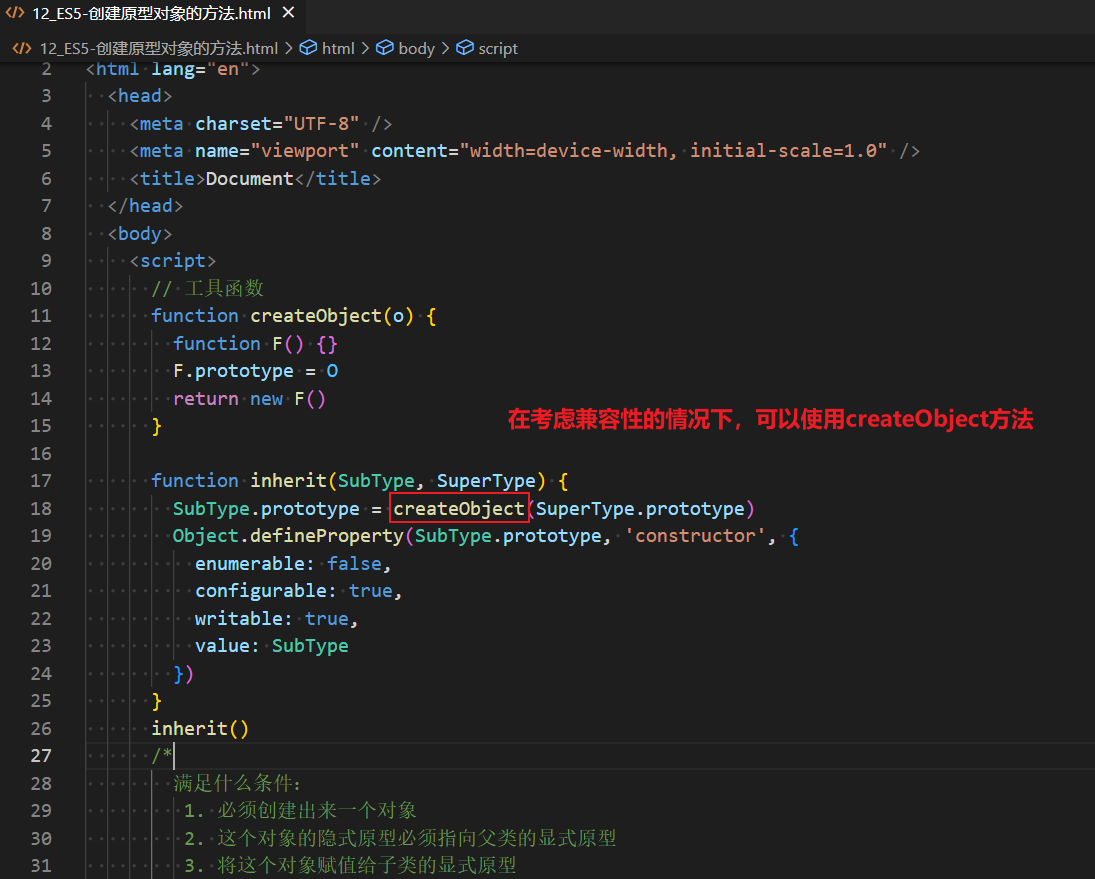 12_ES5-创建原型对象的方法.html
12_ES5-创建原型对象的方法.html > html > body > script
2 <html lang="en">
3 <head>
4 <meta charset="UTF-8" />
5 <meta name="viewport" content="width=device-width, initial-scale=1.0" />
6 <title>Document</title>
7 </head>
8 <body>
9 <script>
10 // 工具函数
11 function createObject(o) {
12 function F() {}
13 F.prototype = O
14 return new F()
15 }
在考虑兼容性的情况下，可以使用createObject方法
16
17 function inherit(SubType, SuperType) {
18 SubType.prototype = createObject(SuperType.prototype)
19 Object.defineProperty(SubType.prototype, 'constructor', {
20 enumerable: false,
21 configurable: true,
22 writable: true,
23 value: SubType
24 })
25 }
26 inherit()
27 /*
28 满足什么条件:
29 1. 必须创建出来一个对象
30 2. 这个对象的隐式原型必须指向父类的显式原型
31 3. 将这个对象赋值给子类的显式原型